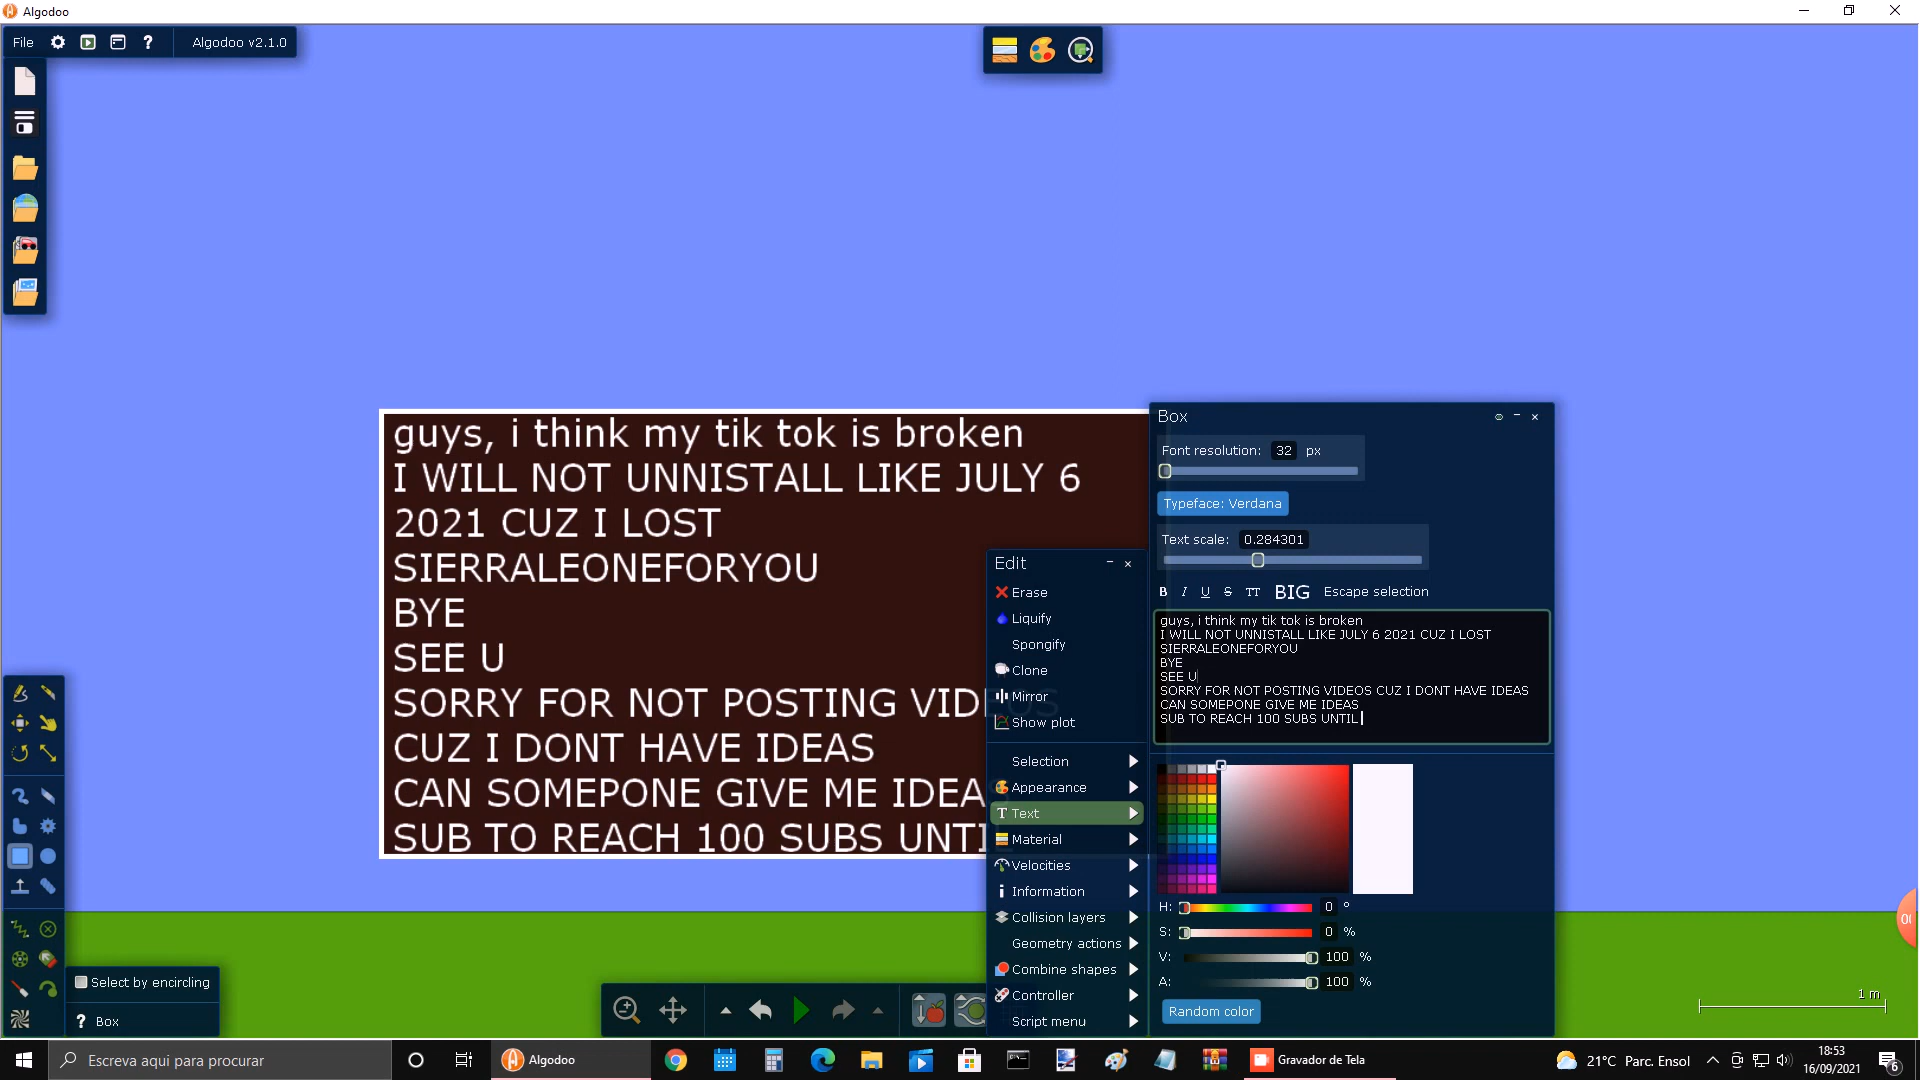 Algodoo
File
?
Algodoo v2.1.0
guys, i think my tik tok is broken
I WILL NOT UNNISTALL LIKE JULY 6
2021 CUZ I LOST
SIERRALEONEFORYOU
BYE
SEE U
SORRY FOR NOT POSTING VIDEOS
CUZ I DONT HAVE IDEAS
CAN SOMEPONE GIVE ME IDEAS
SUB TO REACH 100 SUBS UNTIL
Edit
Erase
Liquify
Spongify
Clone
Mirror
Show plot
Selection
Appearance
T Text
Material
Velocities
Information
Collision layers
Geometry actions
Combine shapes
Controller
Script menu
Box
Font resolution: 32 px
Typeface: Verdana
Text scale: 0.284301
B I U S TT BIG Escape selection
guys, i think my tik tok is broken
I WILL NOT UNNISTALL LIKE JULY 6 2021 CUZ I LOST
SIERRALEONEFORYOU
BYE
SEE U
SORRY FOR NOT POSTING VIDEOS CUZ I DONT HAVE IDEAS
CAN SOMEPONE GIVE ME IDEAS
SUB TO REACH 100 SUBS UNTIL
H: 0 °
S: 0 %
V: 100 %
A: 100 %
Random color
1 m
Select by encircling
? Box
Escreva aqui para procurar
Algodoo
Gravador de Tela
21°C Parc. Ensol
18:53
16/09/2021
6